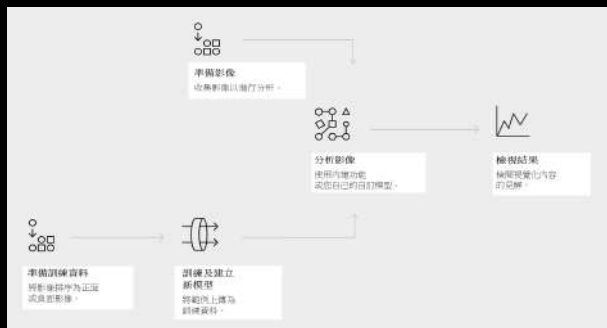 準備影像
收集影像以進行分析。
分析影像
使用內建功能
或您自己的自訂模型。
檢視結果
檢閱視覺化內容
的見解。
準備訓練資料
將影像排序為正面
或負面影像。
訓練及建立
新模型
將範例上傳為
訓練資料。